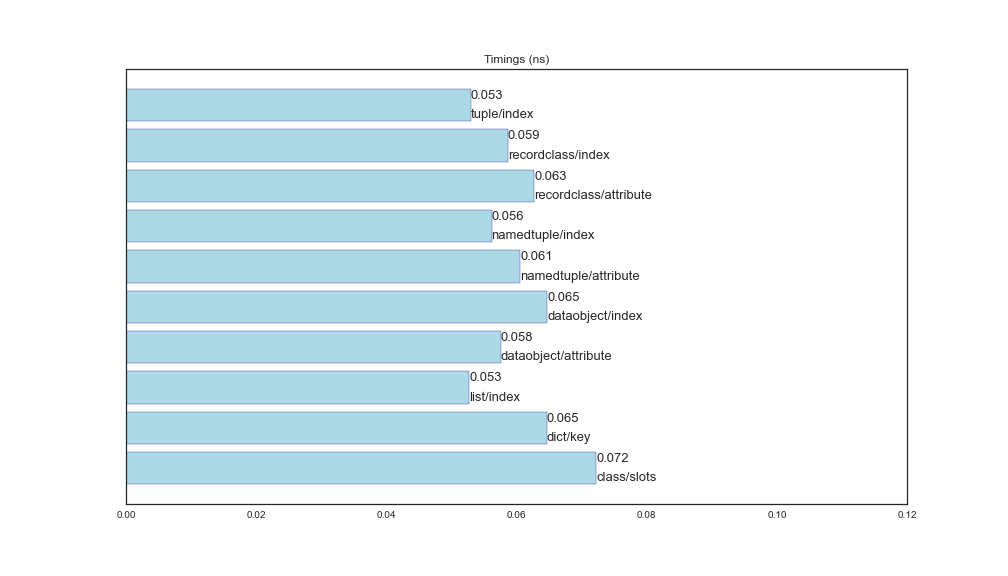 Timings (ns)
0.053
tuple/index
0.059
recordclass/index
0.063
recordclass/attribute
0.056
namedtuple/index
0.061
namedtuple/attribute
0.065
dataobject/index
0.058
dataobject/attribute
0.053
list/index
0.065
dict/key
0.072
class/slots
0.00 0.02 0.04 0.06 0.08 0.10 0.12